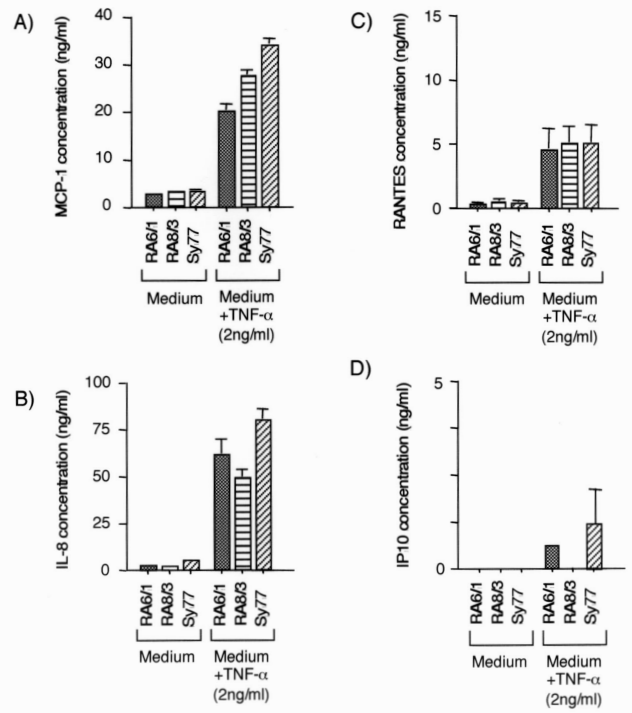 A)
MCP-1 concentration (ng/ml)
40
30
20
10
0
RA6/1
RA8/3
Sy77
RA6/1
RA8/3
Sy77
Medium
Medium
+TNF-α
(2ng/ml)
C)
RANTES concentration (ng/ml)
15
10
5
0
RA6/1
RA8/3
Sy77
RA6/1
RA8/3
Sy77
Medium
Medium
+TNF-α
(2ng/ml)
B)
IL-8 concentration (ng/ml)
100
75
50
25
0
RA6/1
RA8/3
Sy77
RA6/1
RA8/3
Sy77
Medium
Medium
+TNF-α
(2ng/ml)
D)
IP10 concentration (ng/ml)
5
0
RA6/1
RA8/3
Sy77
RA6/1
RA8/3
Sy77
Medium
Medium
+TNF-α
(2ng/ml)